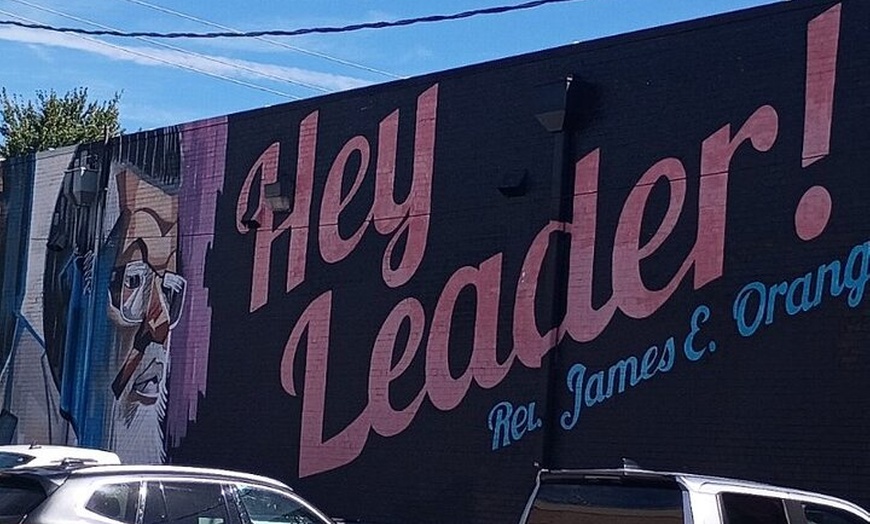 Hey
Leader!
Rev. James E. Orang